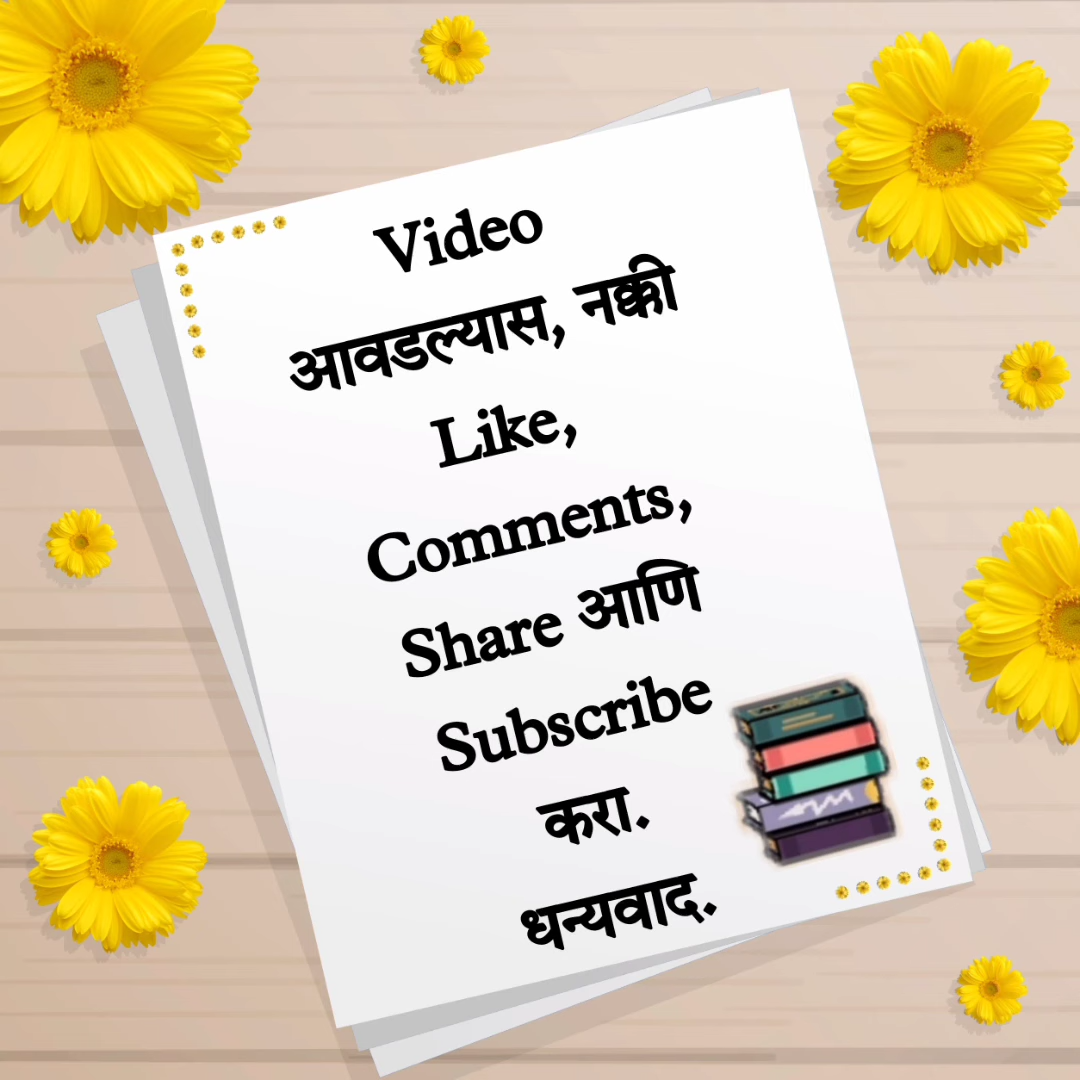 Video
आवडल्यास, नक्की
Like,
Comments,
Share आणि
Subscribe
करा.
धन्यवाद.